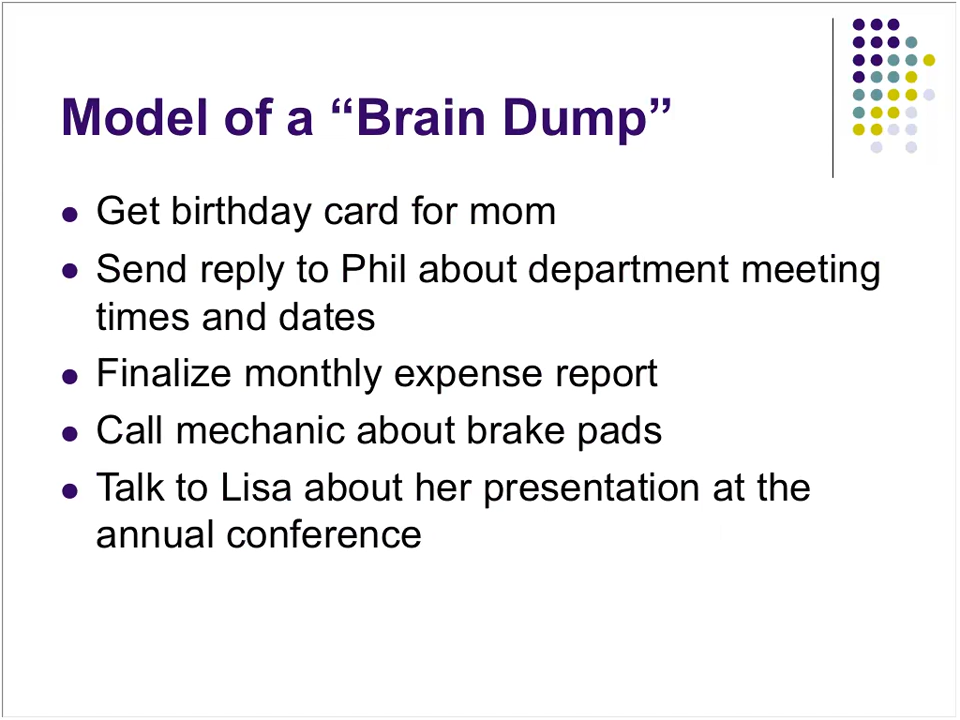 Model of a “Brain Dump”
Get birthday card for mom
Send reply to Phil about department meeting
times and dates
Finalize monthly expense report
Call mechanic about brake pads
Talk to Lisa about her presentation at the
annual conference